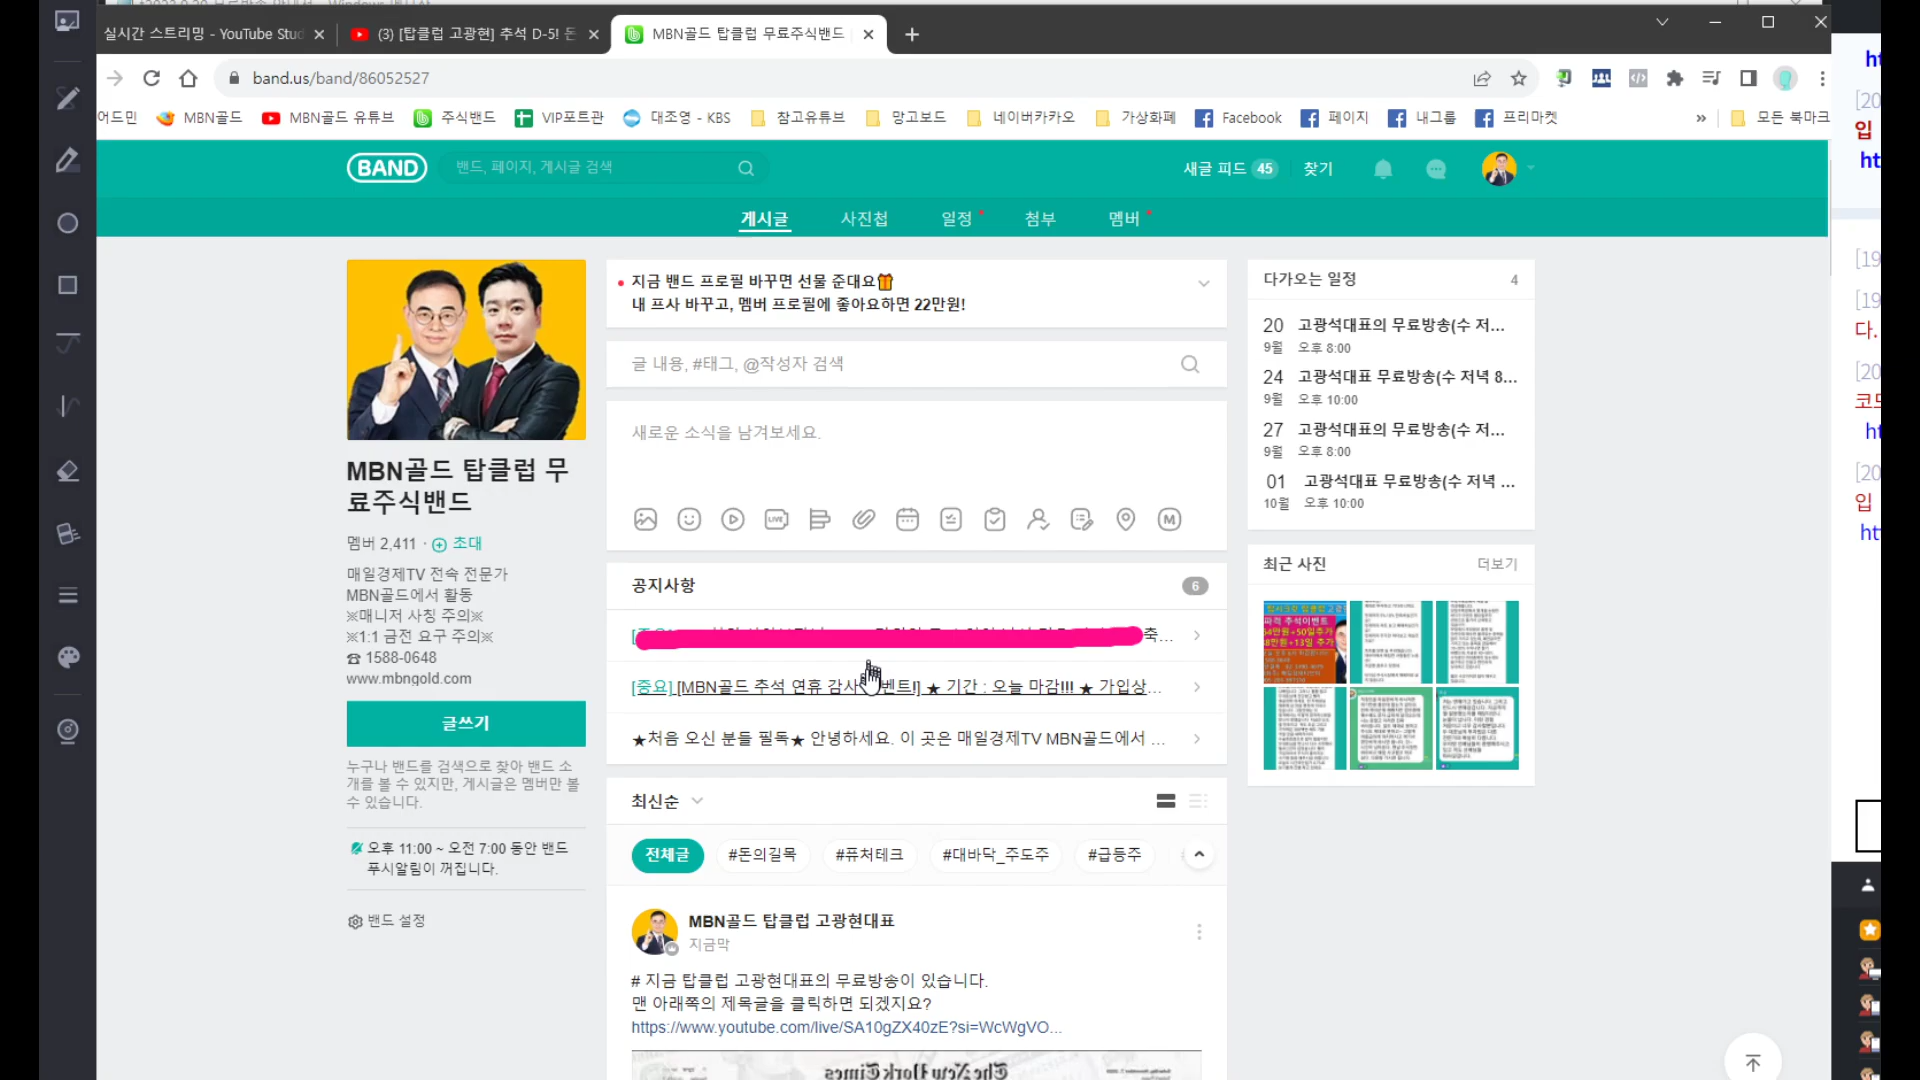 실시간 스트리밍 - YouTube Stud
(3) [탑클럽 고광현] 추석 D-5! 돈
MBN골드 탑클럽 무료주식밴드
band.us/band/86052527
어드민
MBN골드
MBN골드 유튜브
주식밴드
VIP포트관
대조영 - KBS
참고유튜브
망고보드
네이버카카오
가상화폐
Facebook
페이지
내그룹
프리마켓
»
모든 북마크
BAND
밴드, 페이지, 게시글 검색
새글 피드 45
찾기
게시글
사진첩
일정
첨부
멤버
MBN골드 탑클럽 무
료주식밴드
멤버 2,411 · 초대
매일경제TV 전속 전문가
MBN골드에서 활동
※매니저 사칭 주의※
※1:1 금전 요구 주의※
☎ 1588-0648
www.mbngold.com
글쓰기
누구나 밴드를 검색으로 찾아 밴드 소
개를 볼 수 있지만, 게시글은 멤버만 볼
수 있습니다.
오후 11:00 ~ 오전 7:00 동안 밴드
푸시알림이 꺼집니다.
밴드 설정
지금 밴드 프로필 바꾸면 선물 준대요🎁
내 프사 바꾸고, 멤버 프로필에 좋아요하면 22만원!
글 내용, #태그, @작성자 검색
새로운 소식을 남겨보세요.
LIVE
공지사항
6
축...
[중요] [MBN골드 추석 연휴 감사 벤트!] ★ 기간 : 오늘 마감!!! ★ 가입상...
★처음 오신 분들 필독★ 안녕하세요. 이 곳은 매일경제TV MBN골드에서 ...
최신순
전체글
#돈의길목
#퓨처테크
#대바닥_주도주
#급등주
MBN골드 탑클럽 고광현대표
지금막
# 지금 탑클럽 고광현대표의 무료방송이 있습니다.
맨 아래쪽의 제목글을 클릭하면 되겠지요?
https://www.youtube.com/live/SA10gZX40zE?si=WcWgVO...
The New York Times
다가오는 일정
4
20 고광석대표의 무료방송(수 저...
9월 오후 8:00
24 고광석대표 무료방송(수 저녁 8...
9월 오후 10:00
27 고광석대표의 무료방송(수 저...
9월 오후 8:00
01 고광석대표 무료방송(수 저녁 ...
10월 오후 10:00
최근 사진
더보기
ht
[20
입
ht
[19
[19
다.
[20
코드
ht
[20
입
htt